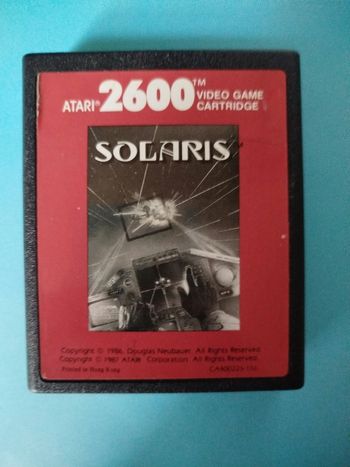 ATARI® 2600™ VIDEO GAME
CARTRIDGE
SOLARIS
Copyright © 1986, Douglas Neubauer. All Rights Reserved.
Copyright © 1987 ATARI Corporation. All Rights Reserved.
Printed in Hong Kong